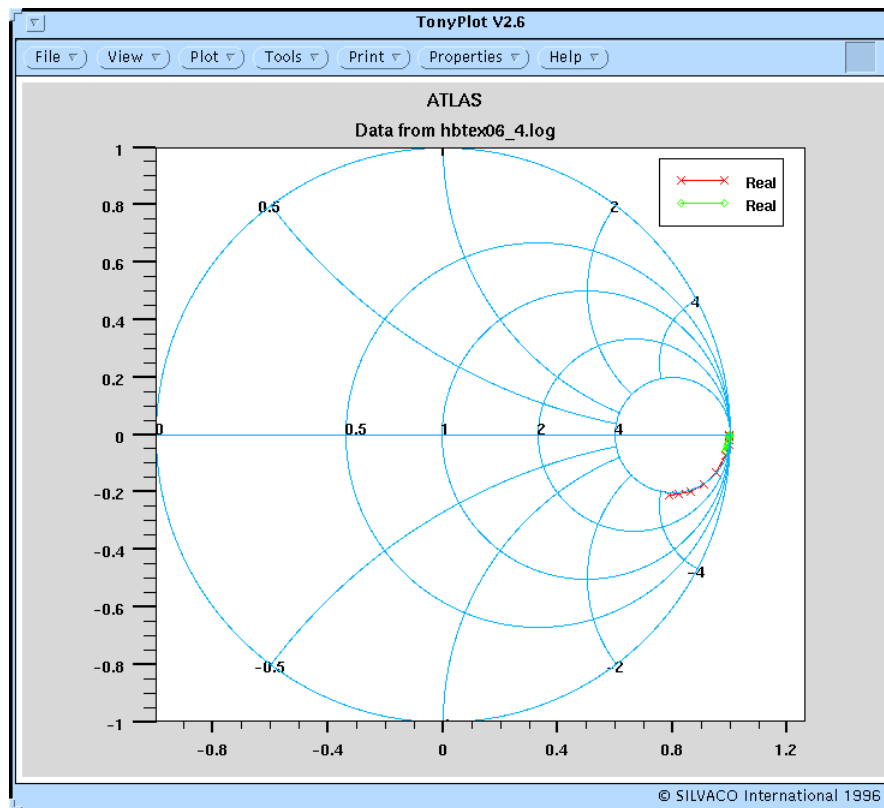 TonyPlot V2.6
File View Plot Tools Print Properties Help
ATLAS
Data from hbtex06_4.log
1
0.8
0.6
0.4
0.2
0
-0.2
-0.4
-0.6
-0.8
-1
Real
Real
0.5
2
4
0
0.5
1
2
4
-4
-0.5
-2
-0.8 -0.4 0 0.4 0.8 1.2
© SILVACO International 1996